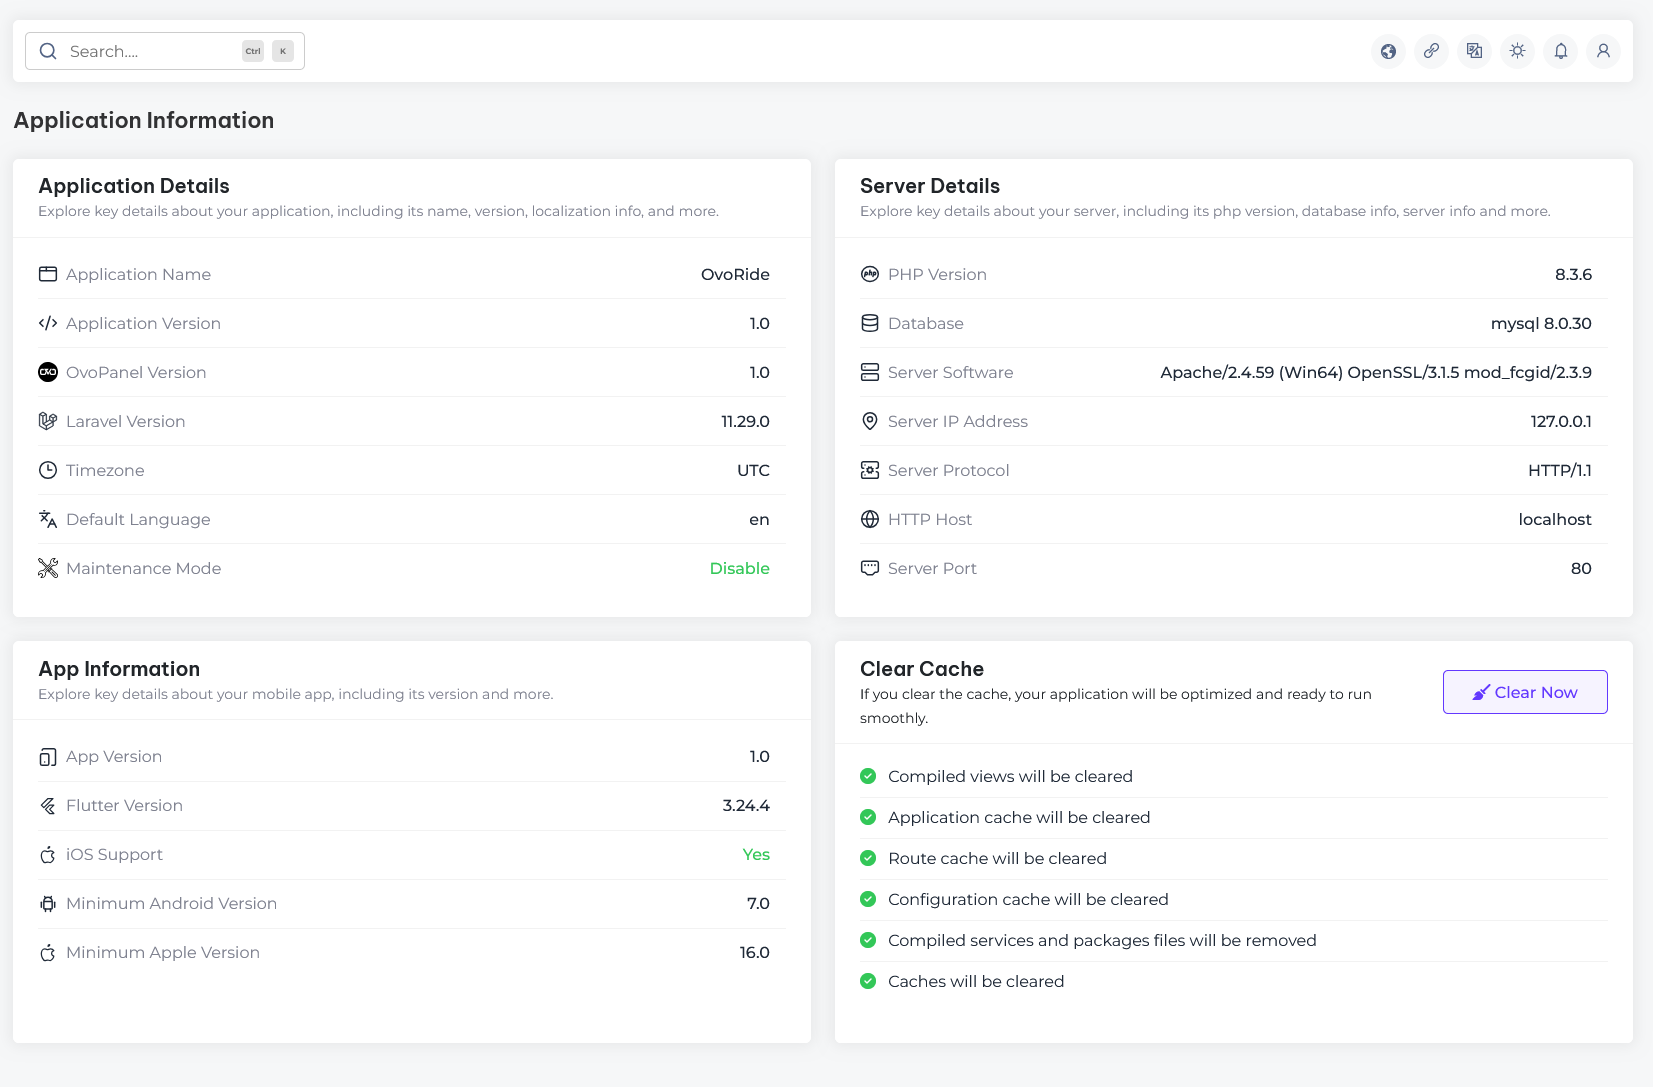 Search.... Ctrl K
Application Information
Application Details
Explore key details about your application, including its name, version, localization info, and more.
Application Name OvoRide
Application Version 1.0
OVO OvoPanel Version 1.0
Laravel Version 11.29.0
Timezone UTC
Default Language en
Maintenance Mode Disable
Server Details
Explore key details about your server, including its php version, database info, server info and more.
php PHP Version 8.3.6
Database mysql 8.0.30
Server Software Apache/2.4.59 (Win64) OpenSSL/3.1.5 mod_fcgid/2.3.9
Server IP Address 127.0.0.1
Server Protocol HTTP/1.1
HTTP Host localhost
Server Port 80
App Information
Explore key details about your mobile app, including its version and more.
App Version 1.0
Flutter Version 3.24.4
iOS Support Yes
Minimum Android Version 7.0
Minimum Apple Version 16.0
Clear Cache
If you clear the cache, your application will be optimized and ready to run
smoothly.
Clear Now
Compiled views will be cleared
Application cache will be cleared
Route cache will be cleared
Configuration cache will be cleared
Compiled services and packages files will be removed
Caches will be cleared